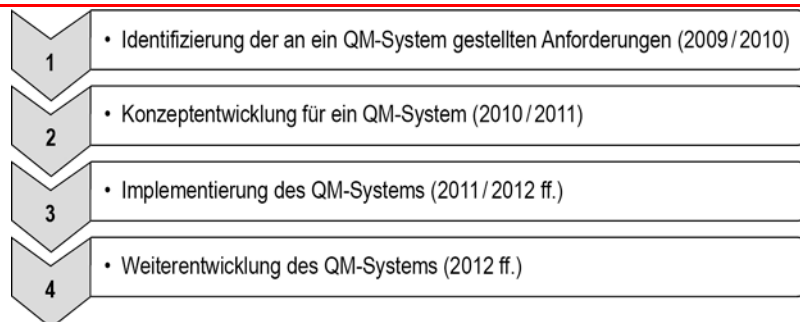 1
• Identifizierung der an ein QM-System gestellten Anforderungen (2009/2010)
2
• Konzeptentwicklung für ein QM-System (2010/2011)
3
• Implementierung des QM-Systems (2011/2012 ff.)
4
• Weiterentwicklung des QM-Systems (2012 ff.)